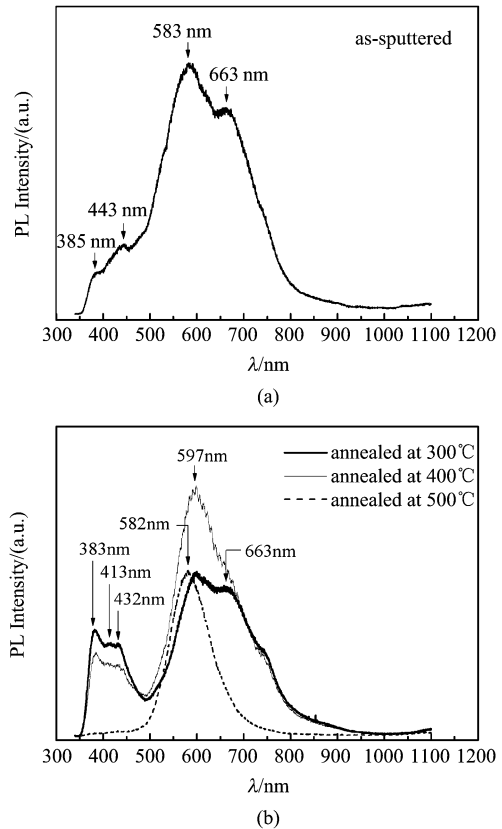 583 nm
as-sputtered
663 nm
443 nm
385 nm
PL Intensity/(a.u.)
300 400 500 600 700 800 900 1000 1100 1200
λ/nm
(a)
597nm
annealed at 300℃
annealed at 400℃
annealed at 500℃
582nm
383nm
663nm
413nm
432nm
PL Intensity/(a.u.)
300 400 500 600 700 800 900 1000 1100 1200
λ/nm
(b)